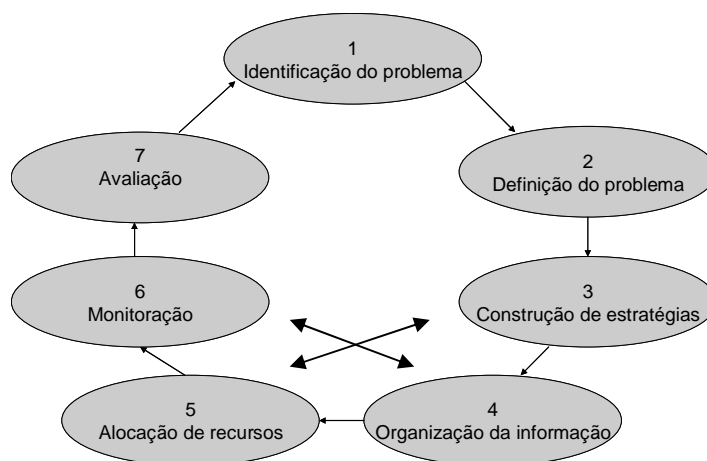 1
Identificação do problema
2
Definição do problema
3
Construção de estratégias
4
Organização da informação
5
Alocação de recursos
6
Monitoração
7
Avaliação